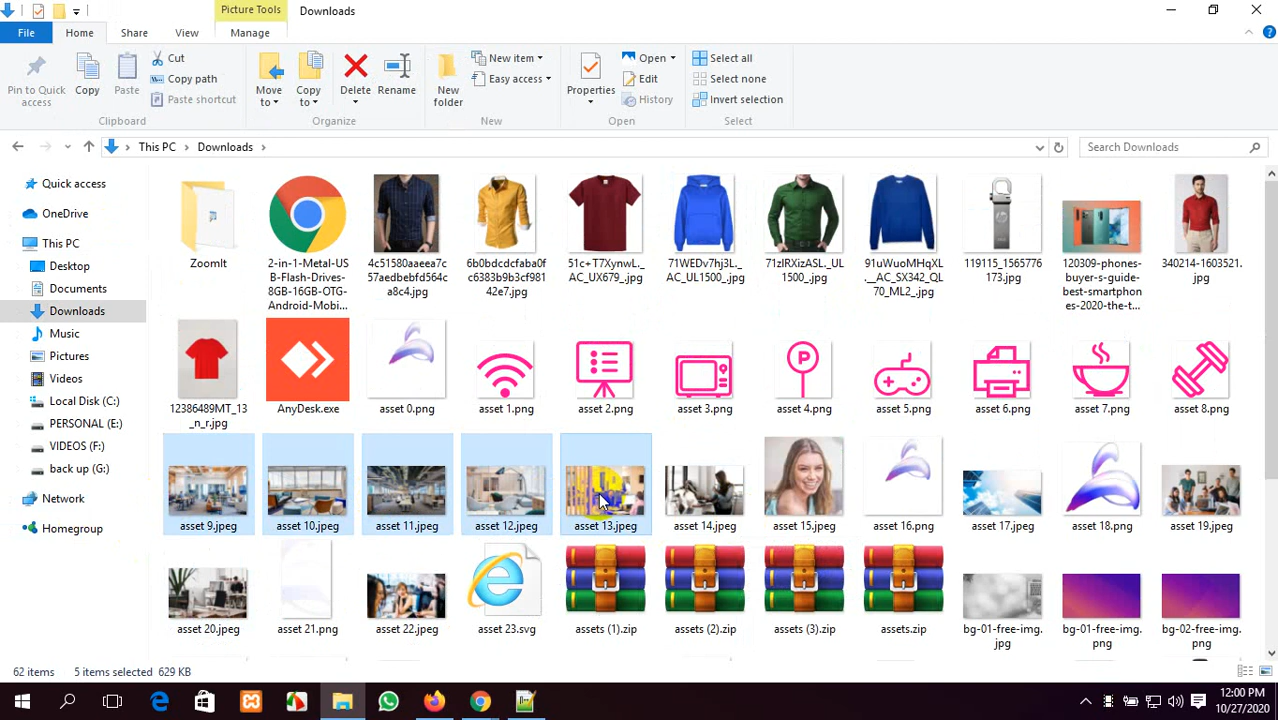 Picture Tools
Downloads
File
Home
Share
View
Manage
Pin to Quick
access
Copy
Paste
Cut
Copy path
Paste shortcut
Clipboard
Move
to
Copy
to
Delete
Rename
Organize
New
folder
New item
Easy access
New
Properties
Open
Edit
History
Open
Select all
Select none
Invert selection
Select
This PC
Downloads
Search Downloads
Quick access
OneDrive
This PC
Desktop
Documents
Downloads
Music
Pictures
Videos
Local Disk (C:)
PERSONAL (E:)
VIDEOS (F:)
back up (G:)
Network
Homegroup
ZoomIt
2-in-1-Metal-US
B-Flash-Drives-
8GB-16GB-OTG-
Android-Mobi...
4c51580aaeea7c
57aedbebfd564c
a8c4.jpg
6b0bdcdcfaba0f
c6383b9b3cf981
42e7.jpg
51c+T7XynwL._
AC_UX679_.jpg
71WEDv7hj3L._
AC_UL1500_.jpg
71zIRXizASL._UL
1500_.jpg
91uWuoMHqXL
.__AC_SX342_QL
70_ML2_.jpg
119115_1565776
173.jpg
120309-phones-
buyer-s-guide-
best-smartphon
es-2020-the-t...
340214-1603521.
jpg
12386489MT_13
_n_r.jpg
AnyDesk.exe
asset 0.png
asset 1.png
asset 2.png
asset 3.png
P
asset 4.png
asset 5.png
asset 6.png
asset 7.png
asset 8.png
asset 9.jpeg
asset 10.jpeg
asset 11.jpeg
asset 12.jpeg
asset 13.jpeg
asset 14.jpeg
asset 15.jpeg
asset 16.png
asset 17.jpeg
asset 18.png
asset 19.jpeg
asset 20.jpeg
asset 21.png
asset 22.jpeg
asset 23.svg
assets (1).zip
assets (2).zip
assets (3).zip
assets.zip
bg-01-free-img.
jpg
bg-01-free-img.
png
bg-02-free-img.
png
62 items
5 items selected 629 KB
12:00 PM
10/27/2020